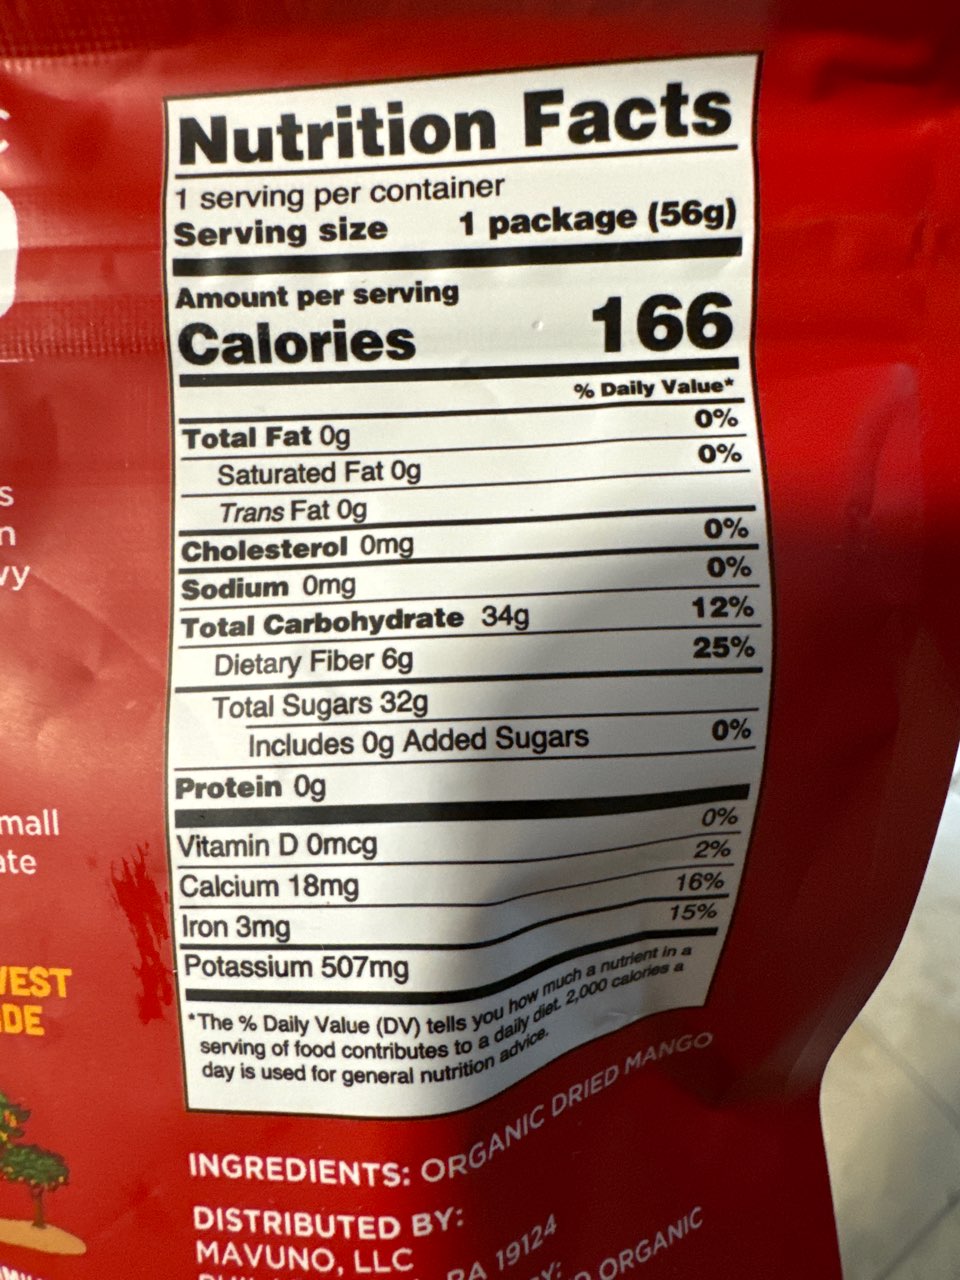 Nutrition Facts
1 serving per container
Serving size 1 package (56g)
Amount per serving
Calories 166
% Daily Value*
Total Fat 0g 0%
Saturated Fat 0g 0%
Trans Fat 0g
Cholesterol 0mg 0%
Sodium 0mg 0%
Total Carbohydrate 34g 12%
Dietary Fiber 6g 25%
Total Sugars 32g
Includes 0g Added Sugars 0%
Protein 0g
Vitamin D 0mcg 0%
Calcium 18mg 2%
Iron 3mg 16%
Potassium 507mg 15%
*The % Daily Value (DV) tells you how much a nutrient in a
serving of food contributes to a daily diet. 2,000 calories a
day is used for general nutrition advice.
INGREDIENTS: ORGANIC DRIED MANGO
DISTRIBUTED BY:
MAVUNO, LLC
PA 19124
ORGANIC